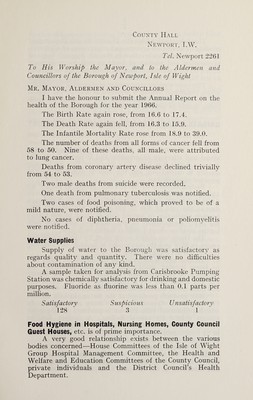 COUNTY HALL
NEWPORT, I.W.
Tel. Newport 2261
To His Worship the Mayor, and to the Aldermen and
Councillors of the Borough of Newport, Isle of Wight
MR. MAYOR, ALDERMEN AND COUNCILLORS
I have the honour to submit the Annual Report on the
health of the Borough for the year 1966.
The Birth Rate again rose, from 16.6 to 17.4.
The Death Rate again fell, from 16.3 to 15.9.
The Infantile Mortality Rate rose from 18.9 to 39.0.
The number of deaths from all forms of cancer fell from
58 to 50. Nine of these deaths, all male, were attributed
to lung cancer.
Deaths from coronary artery disease declined trivially
from 54 to 53.
Two male deaths from suicide were recorded.
One death from pulmonary tuberculosis was notified.
Two cases of food poisoning, which proved to be of a
mild nature, were notified.
No cases of diphtheria, pneumonia or poliomyelitis
were notified.
Water Supplies
Supply of water to the Borough was satisfactory as
regards quality and quantity. There were no difficulties
about contamination of any kind.
A sample taken for analysis from Carisbrooke Pumping
Station was chemically satisfactory for drinking and domestic
purposes. Fluoride as fluorine was less than 0.1 parts per
million.
Satisfactory Suspicious Unsatisfactory
128 3 1
Food Hygiene in Hospitals, Nursing Homes, County Council
Guest Houses, etc. is of prime importance.
A very good relationship exists between the various
bodies concerned—House Committees of the Isle of Wight
Group Hospital Management Committee, the Health and
Welfare and Education Committees of the County Council,
private individuals and the District Council's Health
Department.